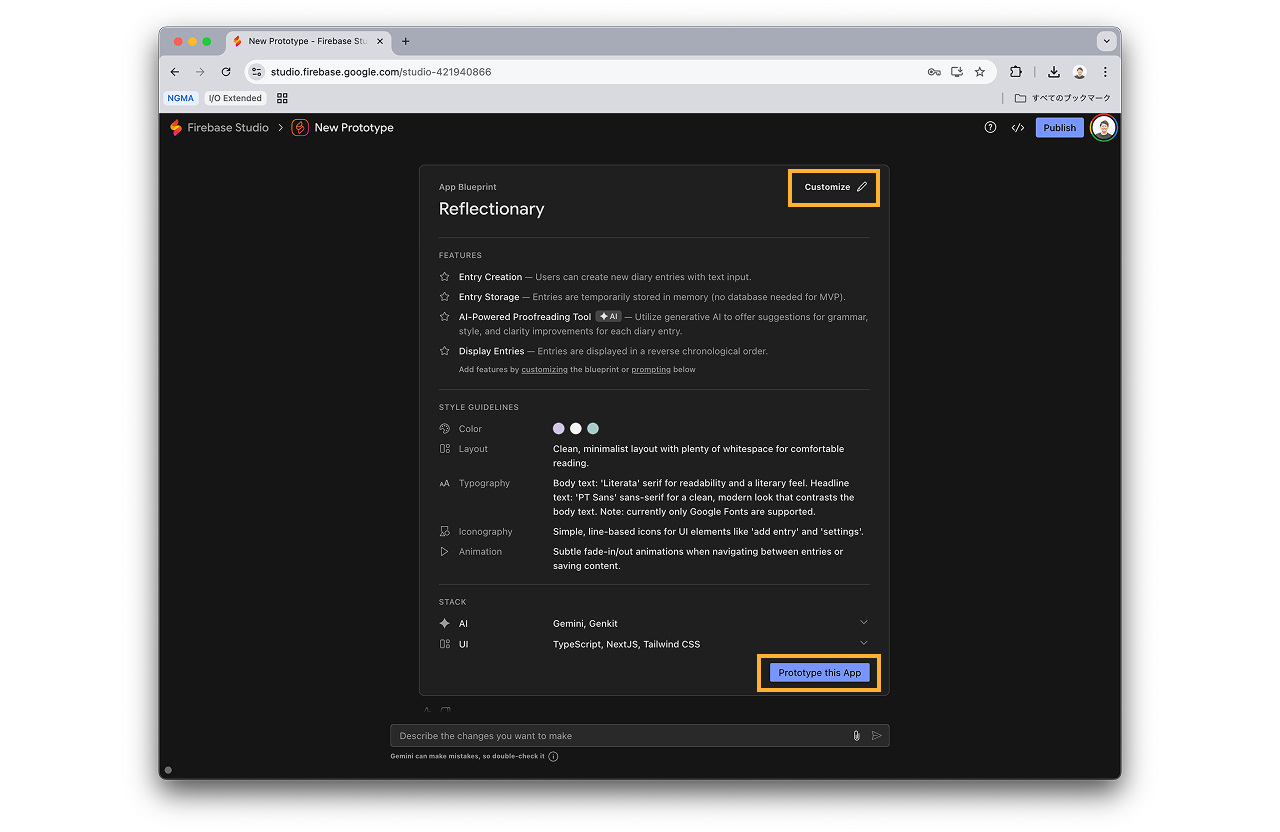 New Prototype - Firebase Stu
studio.firebase.google.com/studio-421940866
NGMA
I/O Extended
すべてのブックマーク
Firebase Studio > New Prototype
Publish
App Blueprint
Customize
Reflectionary
FEATURES
Entry Creation — Users can create new diary entries with text input.
Entry Storage — Entries are temporarily stored in memory (no database needed for MVP).
AI-Powered Proofreading Tool AI — Utilize generative AI to offer suggestions for grammar,
style, and clarity improvements for each diary entry.
Display Entries — Entries are displayed in a reverse chronological order.
Add features by customizing the blueprint or prompting below
STYLE GUIDELINES
Color
Layout
Clean, minimalist layout with plenty of whitespace for comfortable
reading.
AA Typography
Body text: 'Literata' serif for readability and a literary feel. Headline
text: 'PT Sans' sans-serif for a clean, modern look that contrasts the
body text. Note: currently only Google Fonts are supported.
Iconography
Simple, line-based icons for UI elements like 'add entry' and 'settings'.
Animation
Subtle fade-in/out animations when navigating between entries or
saving content.
STACK
AI
Gemini, Genkit
UI
TypeScript, NextJS, Tailwind CSS
Prototype this App
Describe the changes you want to make
Gemini can make mistakes, so double-check it